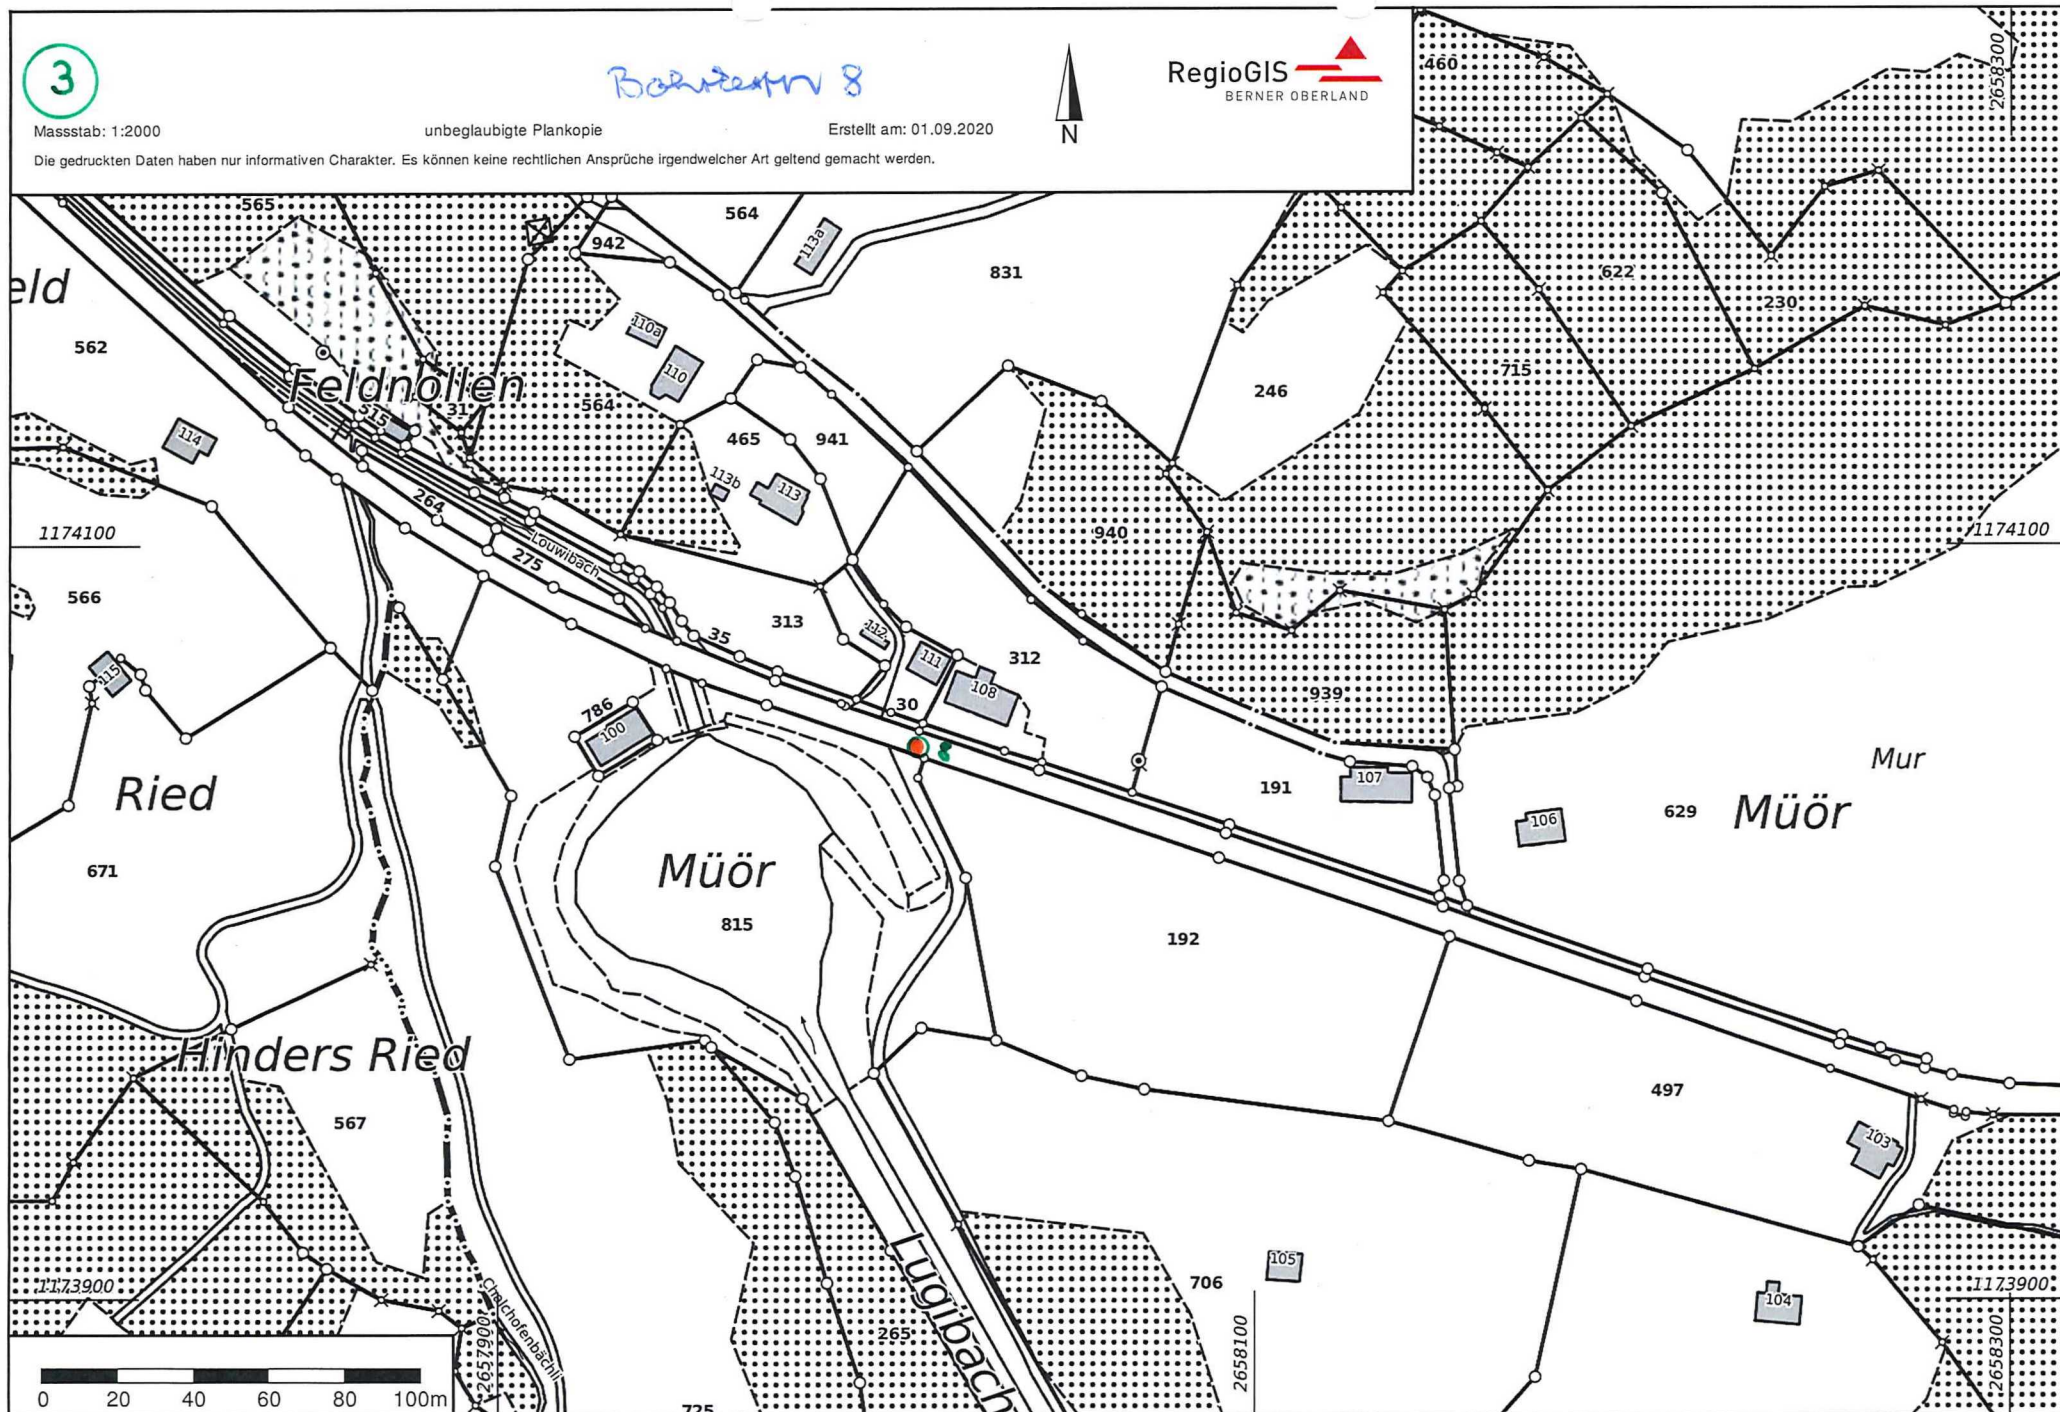 3
8
RegioGIS
BERNER OBERLAND
N
Massstab: 1:2000
unbeglaubigte Plankopie
Erstellt am: 01.09.2020
Die gedruckten Daten haben nur informativen Charakter. Es können keine rechtlichen Ansprüche irgendwelcher Art geltend gemacht werden.
460
2658300
565
942
564
113a
831
622
230
eld
562
110a
110
Feldnollen
515
31
564
715
246
114
465
941
113b
113
264
275
Louwibach
940
1174100
1174100
566
313
35
112
111
312
108
115
786
100
30
939
8
Mur
Ried
191
107
106
629
Müör
671
Müör
815
192
Hinders Ried
567
497
103
1173900
Chalchofenbächli
2657900
Lugibach
265
706
105
2658100
104
1173900
2658300
725
0 20 40 60 80 100m